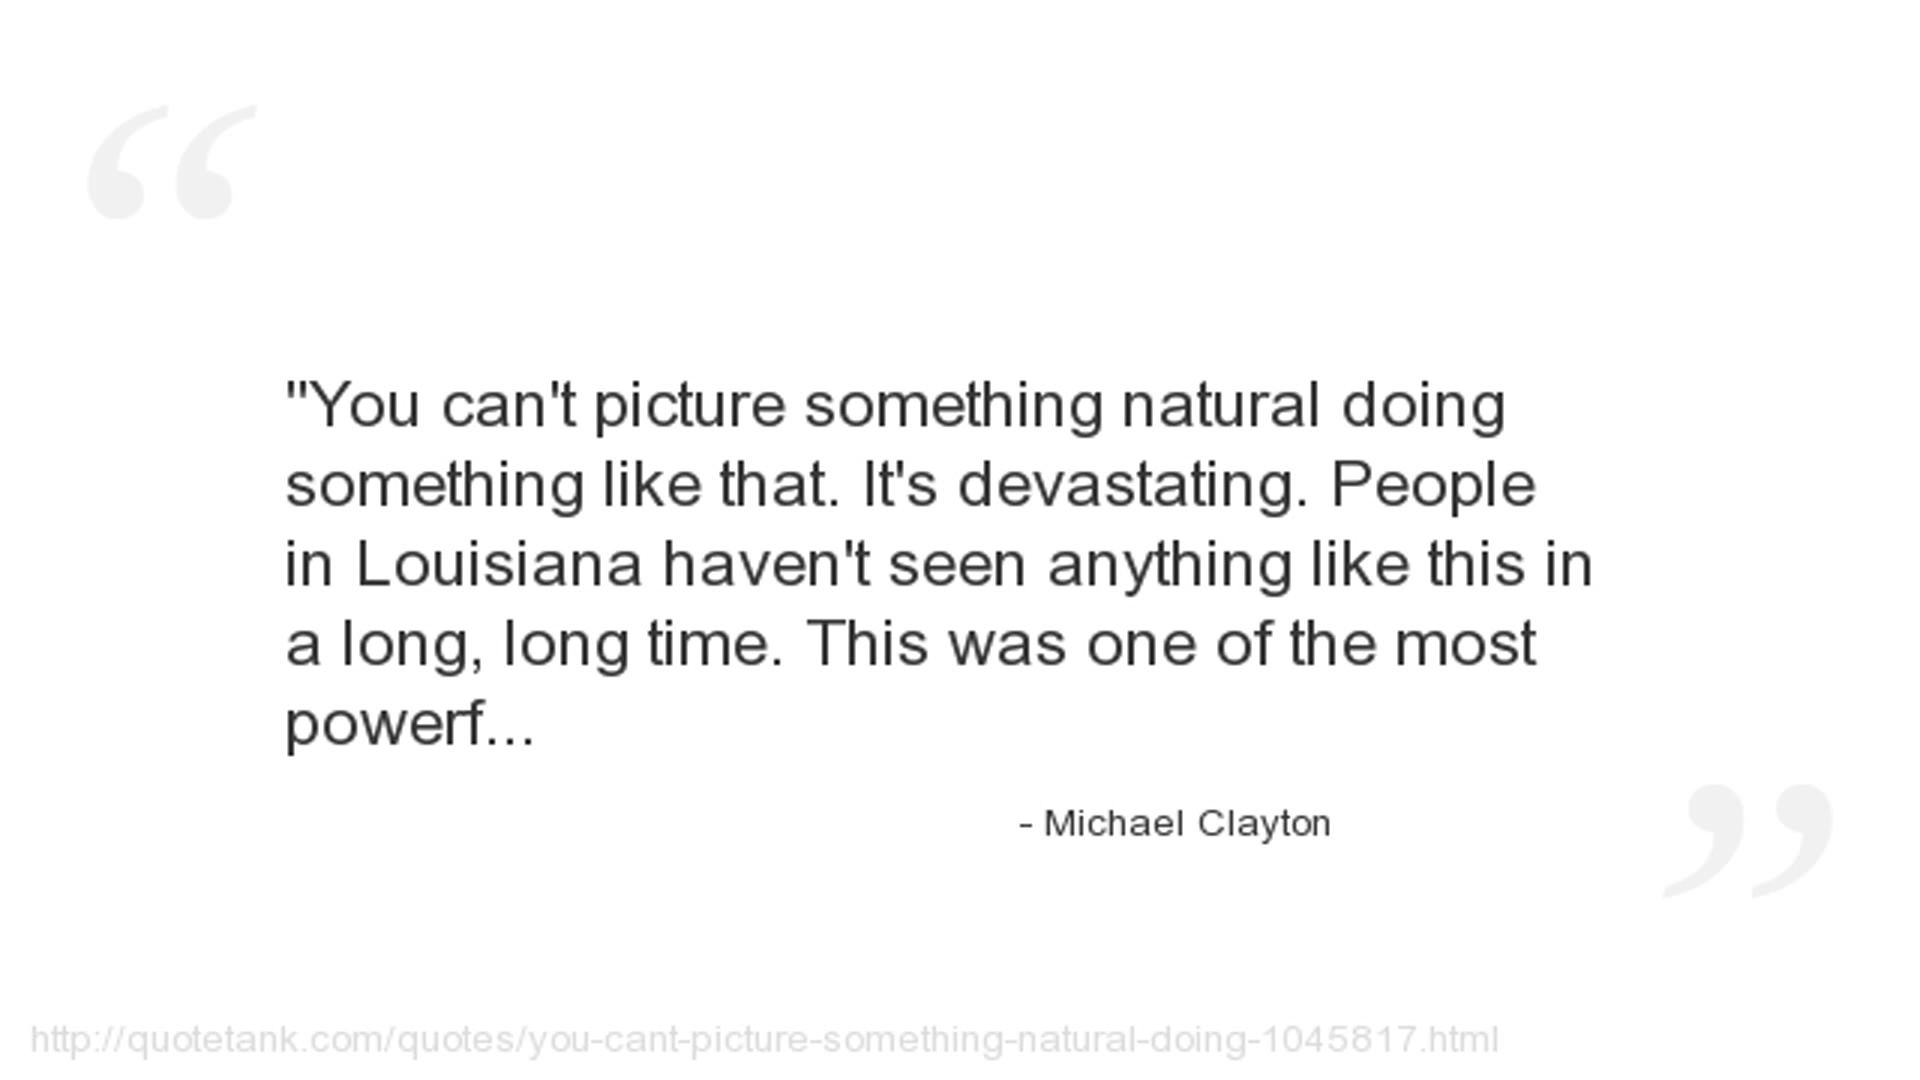 "You can't picture something natural doing
something like that. It's devastating. People
in Louisiana haven't seen anything like this in
a long, long time. This was one of the most
powerf...
- Michael Clayton
http://quotetank.com/quotes/you-cant-picture-something-natural-doing-1045817.html